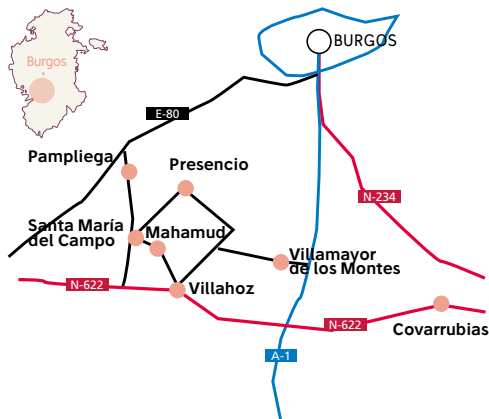 Burgos
BURGOS
E-80
Pampliega
Presencio
N-234
Santa María
del Campo
Mahamud
Villamayor
de los Montes
N-622
Villahoz
N-622
Covarrubias
A-1